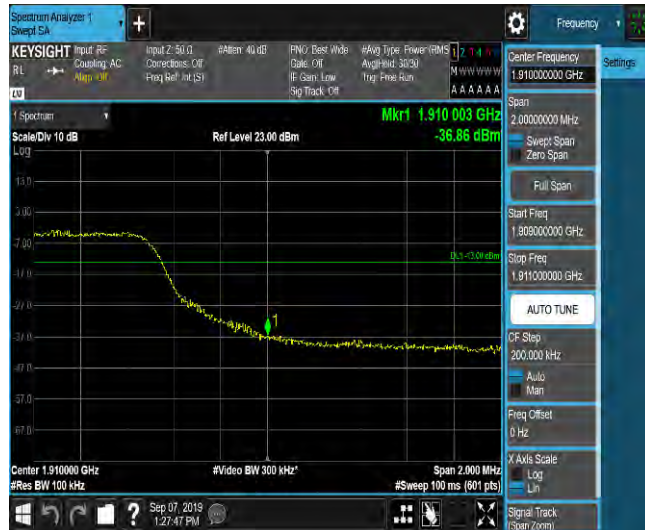 Spectrum Analyzer 1
Swept SA
+
Frequency
KEYSIGHT
Input: RF
Coupling: AC
Align: Off
Input Z: 50 Ω
Corrections: Off
Freq Ref: Int (S)
#Atten: 40 dB
PNO: Best Wide
Gate: Off
IF Gain: Low
Sig Track: Off
#Avg Type: Power (RMS
Avg|Hold: 30/30
Trig: Free Run
M W W W W W
A A A A A A
RL
1 Spectrum
Scale/Div 10 dB
Log
Ref Level 23.00 dBm
Mkr1 1.910 003 GHz
-36.86 dBm
13.0
3.00
-7.00
DL1 -13.00 dBm
-17.0
-27.0
-37.0
-47.0
-57.0
-67.0
1
Center 1.910000 GHz
#Res BW 100 kHz
#Video BW 300 kHz*
Span 2.000 MHz
#Sweep 100 ms (601 pts)
Sep 07, 2019
1:27:47 PM
?
Center Frequency
1.910000000 GHz
Settings
Span
2.00000000 MHz
Swept Span
Zero Span
Full Span
Start Freq
1.909000000 GHz
Stop Freq
1.911000000 GHz
AUTO TUNE
CF Step
200.000 kHz
Auto
Man
Freq Offset
0 Hz
X Axis Scale
Log
Lin
Signal Track
(Span Zoom)